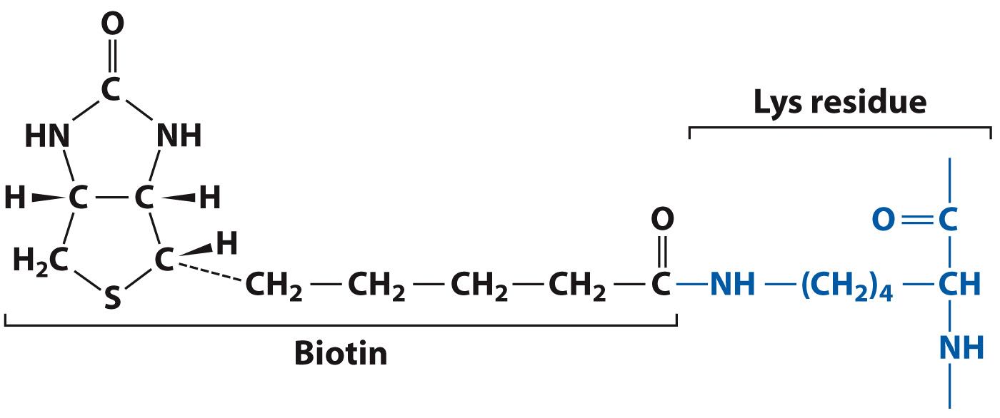 O
C
Lys residue
HN NH
H C C H
O O C
H
H₂C C
CH₂ CH₂ CH₂ CH₂ C NH (CH₂)₄ CH
S
Biotin NH